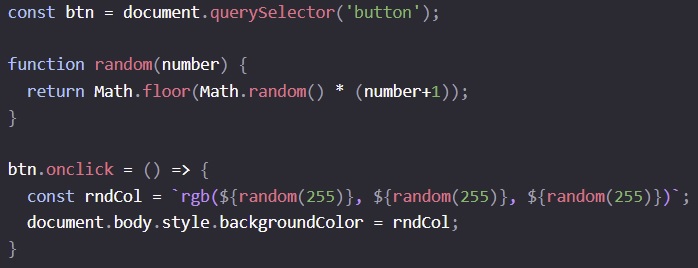 const btn = document.querySelector('button');
function random(number) {
  return Math.floor(Math.random() * (number+1));
}
btn.onclick = () => {
  const rndCol = `rgb(${random(255)}, ${random(255)}, ${random(255)})`;
  document.body.style.backgroundColor = rndCol;
}